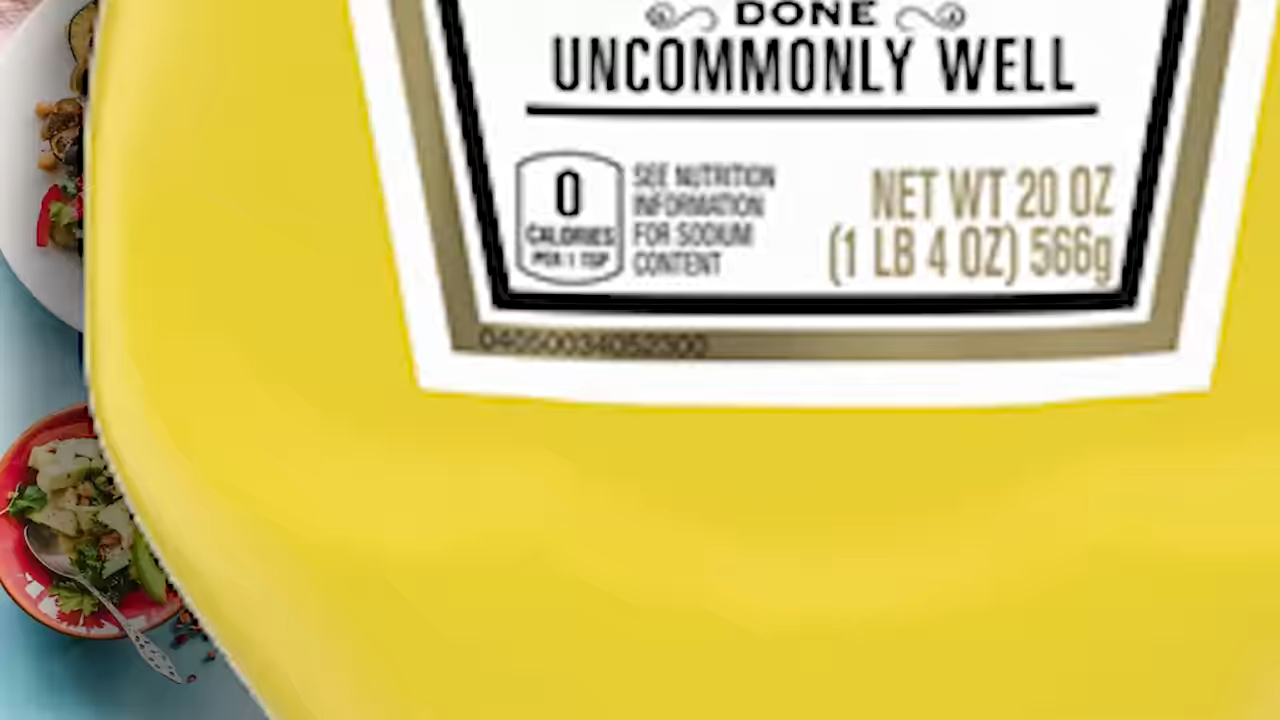 DONE
UNCOMMONLY WELL
0
CALORIES
PER 1 TSP
SEE NUTRITION
INFORMATION
FOR SODIUM
CONTENT
NET WT 20 OZ
(1 LB 4 OZ) 566g